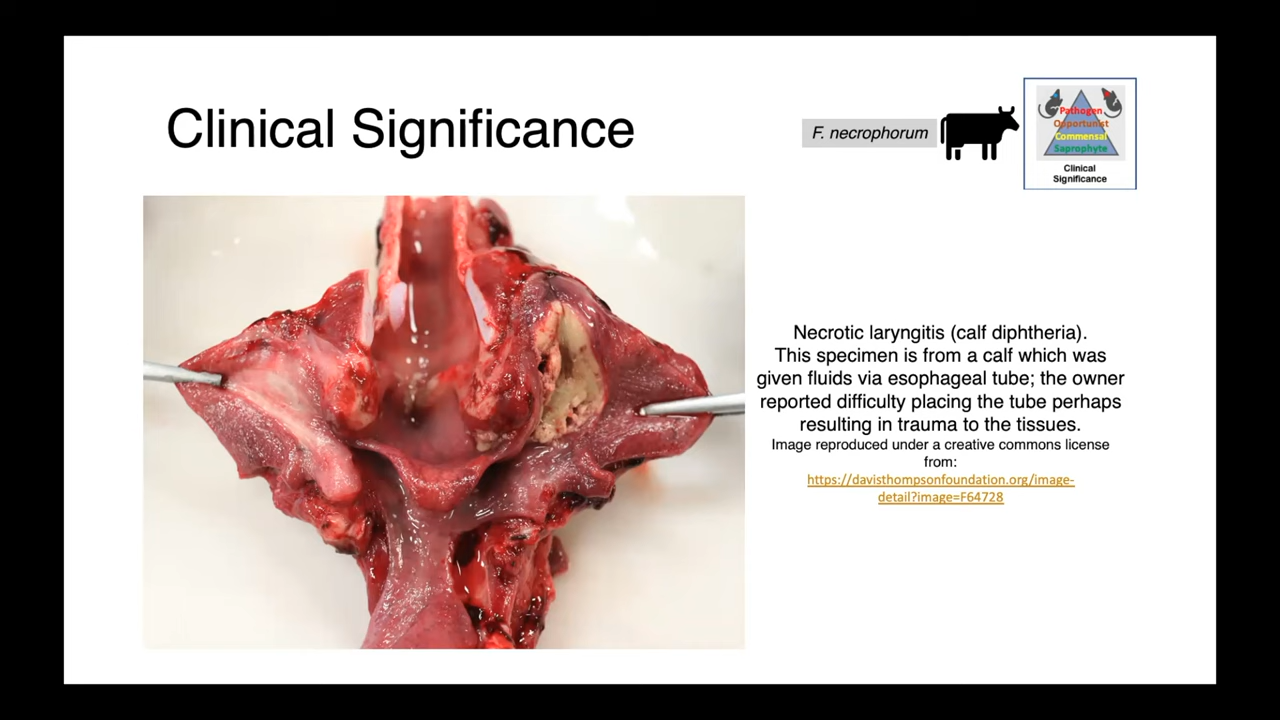 Clinical Significance
F. necrophorum
Pathogen
Opportunist
Commensal
Saprophyte
Clinical
Significance
Necrotic laryngitis (calf diphtheria).
This specimen is from a calf which was
given fluids via esophageal tube; the owner
reported difficulty placing the tube perhaps
resulting in trauma to the tissues.
Image reproduced under a creative commons license
from:
https://davisthompsonfoundation.org/image-
detail?image=F64728